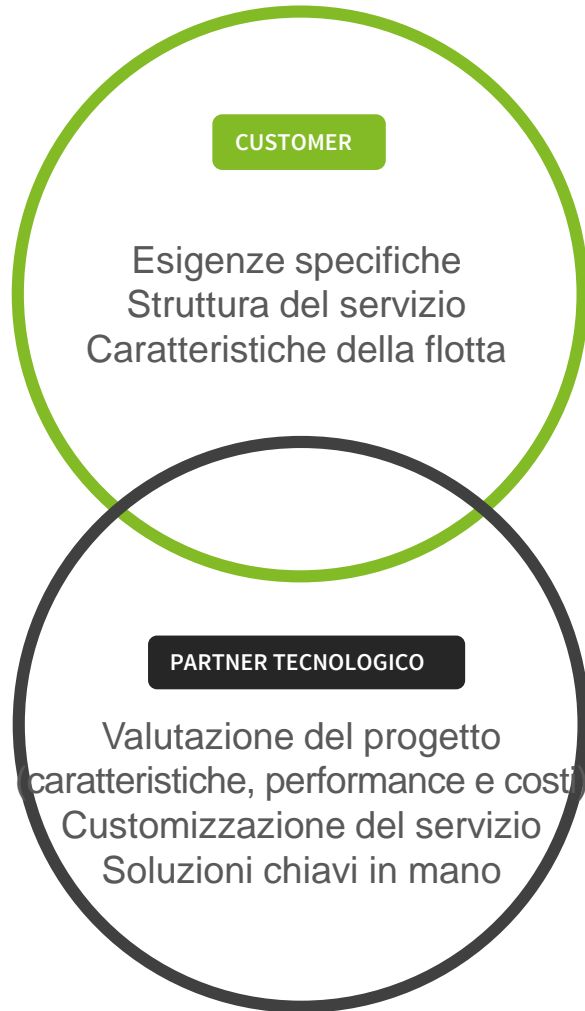 CUSTOMER
Esigenze specifiche
Struttura del servizio
Caratteristiche della flotta
PARTNER TECNOLOGICO
Valutazione del progetto
(caratteristiche, performance e costi)
Customizzazione del servizio
Soluzioni chiavi in mano